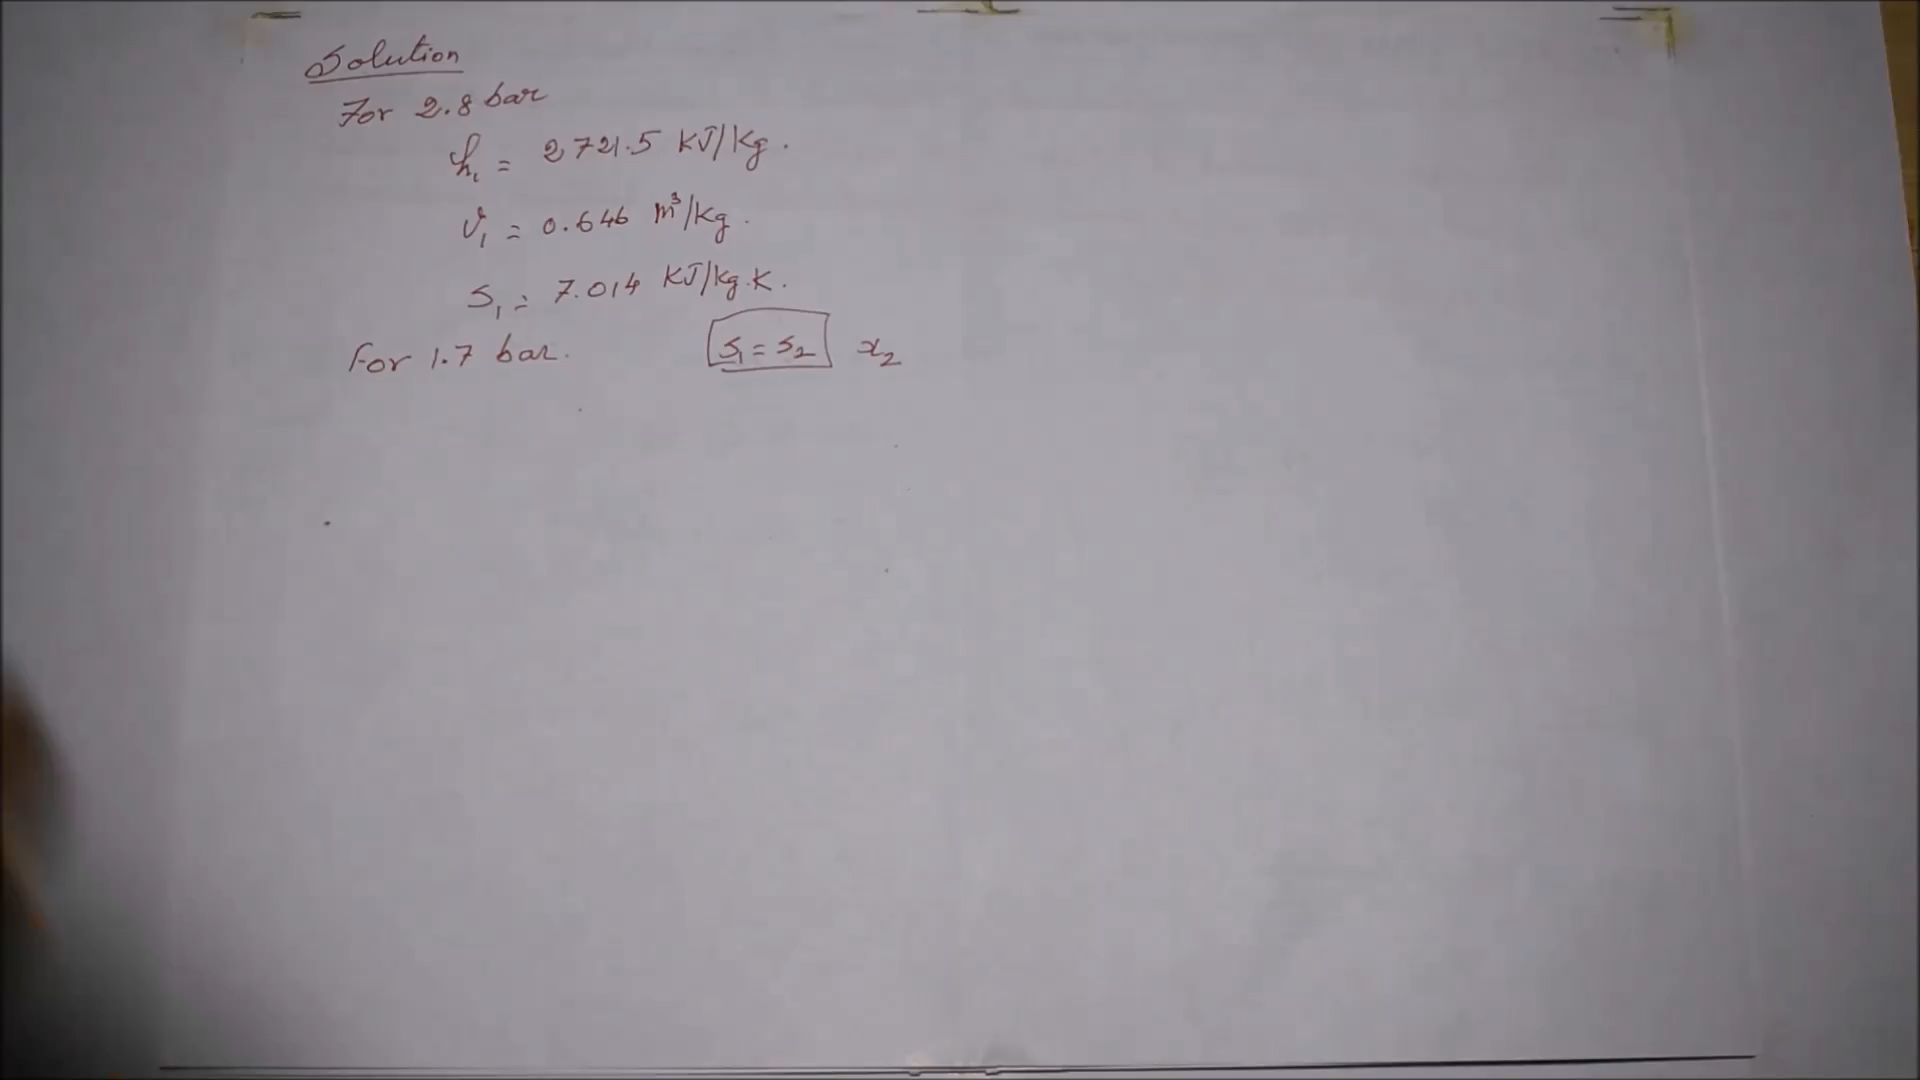 Solution
For 2.8 bar
h₁ = 2721.5 KJ/Kg.
v₁ = 0.646 m³/Kg.
S₁ = 7.014 KJ/Kg.K.
For 1.7 bar. S₁ = S₂ x₂